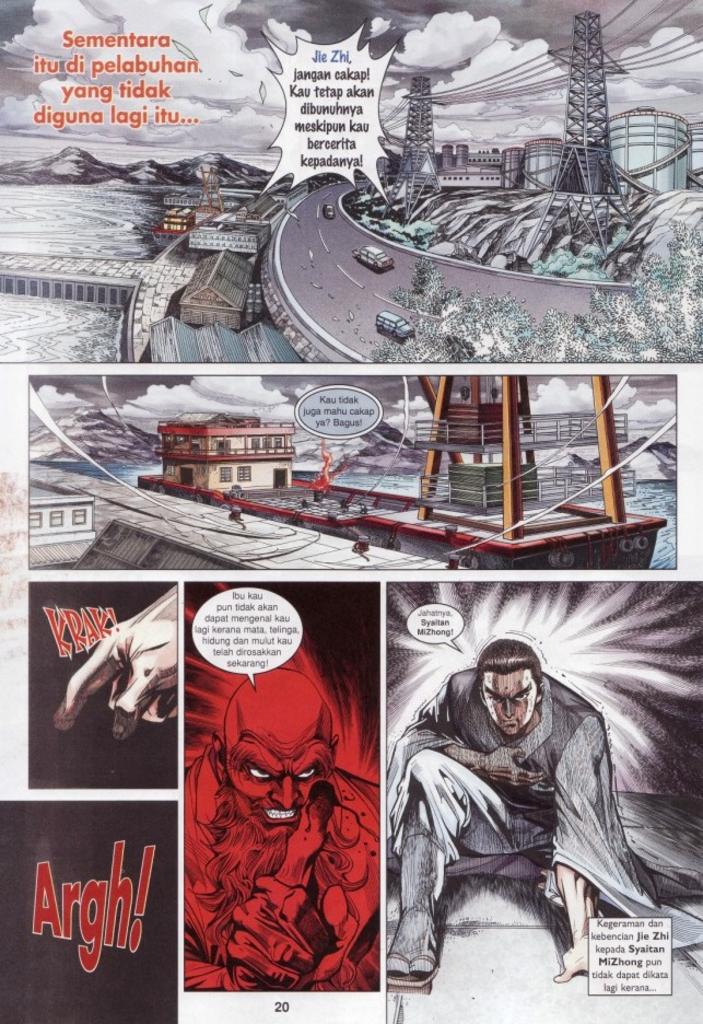 Sementara
itu di pelabuhan
yang tidak
diguna lagi itu...
Jie Zhi,
jangan cakap!
Kau tetap akan
dibunuhnya
meskipun kau
bercerita
kepadanya!
Kau tidak
juga mahu cakap
ya? Bagus!
KRAK!
Ibu kau
pun tidak akan
dapat mengenal kau
lagi kerana mata, telinga,
hidung dan mulut kau
telah dirosakkan
sekarang!
Jahatnya,
Syaitan
MiZhong!
Argh!
Kegeraman dan
kebencian Jie Zhi
kepada Syaitan
MiZhong pun
tidak dapat dikata
lagi kerana...
20